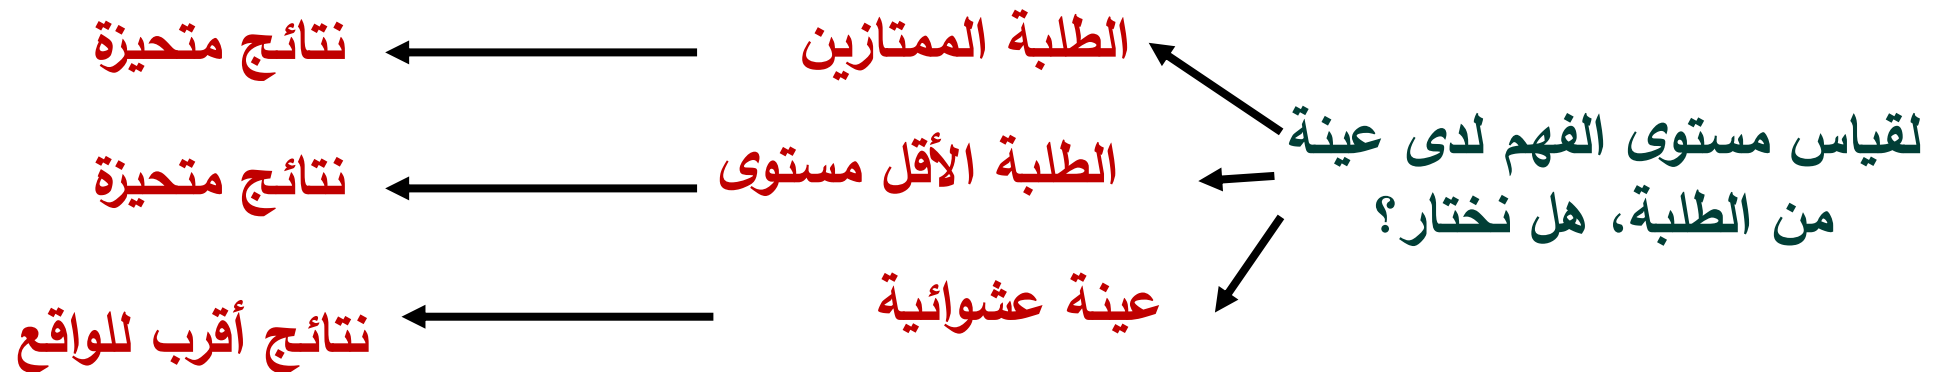 لقياس مستوى الفهم لدى عينة
من الطلبة، هل نختار؟
الطلبة الممتازين
نتائج متحيزة
الطلبة الأقل مستوى
نتائج متحيزة
عينة عشوائية
نتائج أقرب للواقع